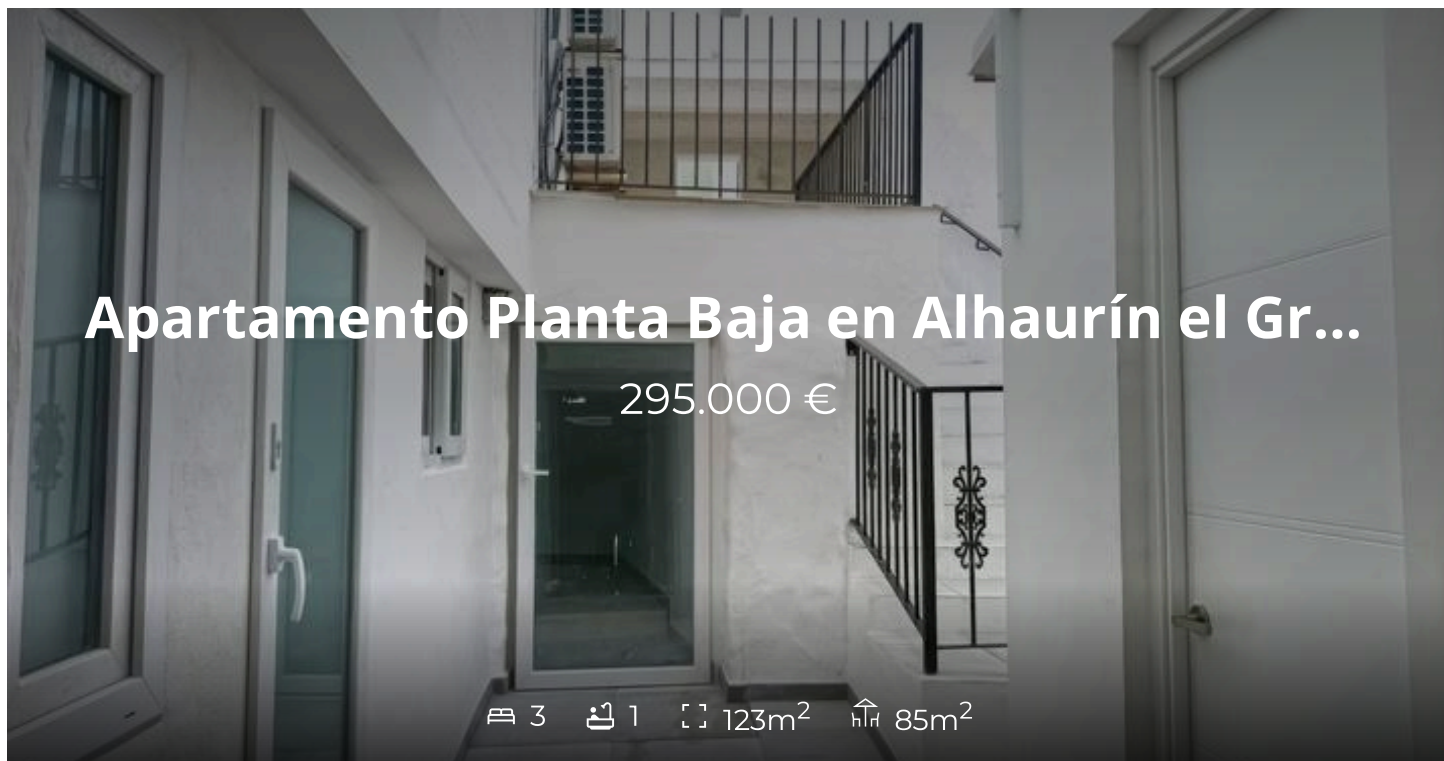 Apartamento Planta Baja en Alhaurín el Gr...
295.000 €
3 1 123m² 85m²